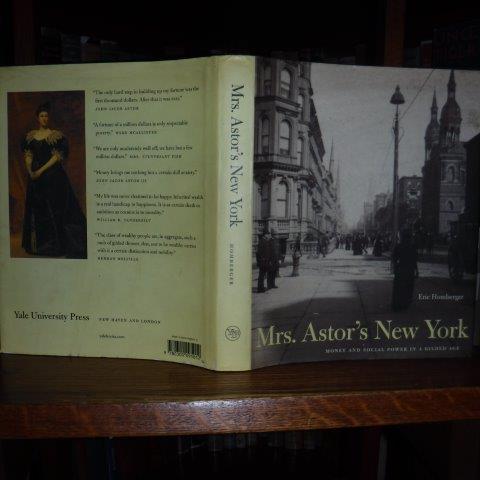 "The only hard step in building up my fortune was the
first thousand dollars. After that it was easy."
JOHN JACOB ASTOR
"A fortune of a million dollars is only respectable
poverty." WARD MCALLISTER
"We are only moderately well off; we have but a few
million dollars." MRS. STUYVESANT FISH
"Money brings me nothing but a certain dull anxiety."
JOHN JACOB ASTOR III
"My life was never destined to be happy. Inherited wealth
is a real handicap to happiness. It is as certain death to
ambition as cocaine is to morality."
WILLIAM K. VANDERBILT
"The class of wealthy people are, in aggregate, such a
mob of gilded dunces, that, not to be wealthy carries
with it a certain distinction and nobility."
HERMAN MELVILLE
Yale University Press
NEW HAVEN AND LONDON
yalebooks.com
Mrs. Astor's New York
HOMBERGER
Eric Homberger
Mrs. Astor's New York
MONEY AND SOCIAL POWER IN A GILDED AGE